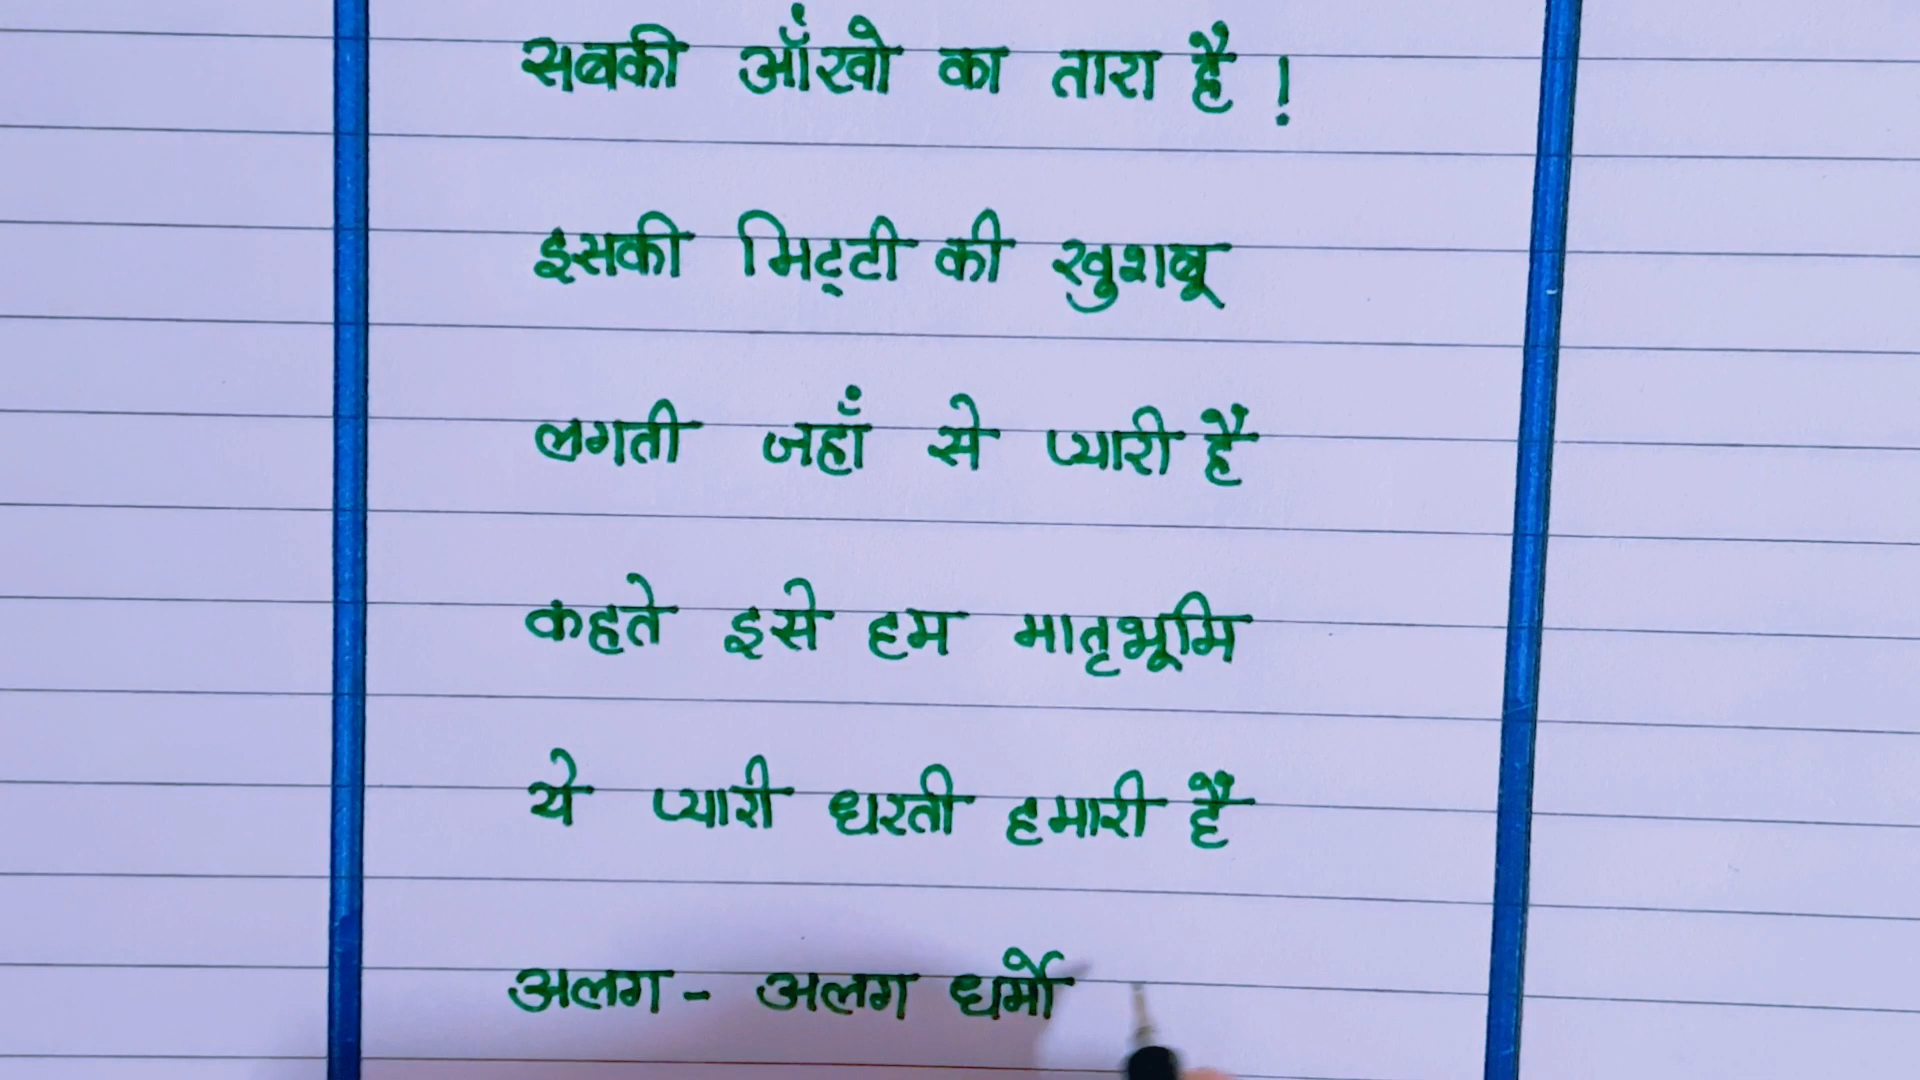 सबकी आँखो का तारा है !
इसकी मिट्टी की खुशबू
लगती जहाँ से प्यारी है
कहते इसे हम मातृभूमि
ये प्यारी धरती हमारी है
अलग - अलग धर्मो